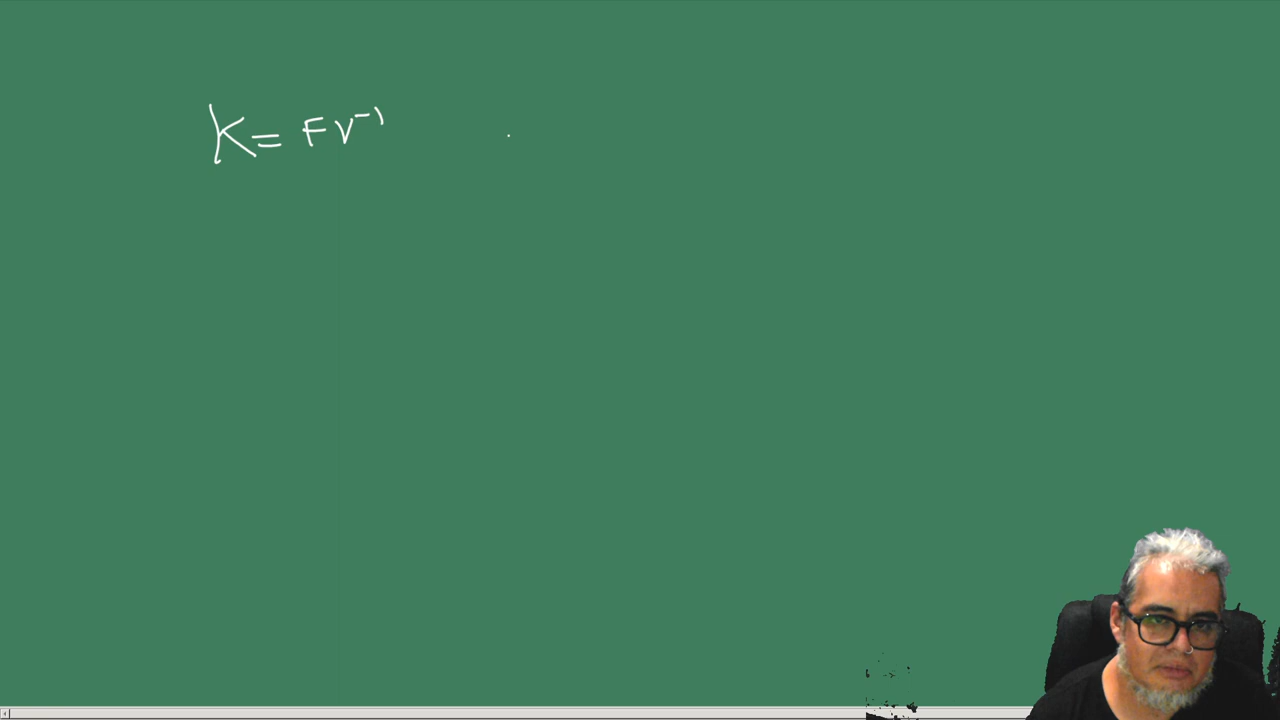 K = FV⁻¹